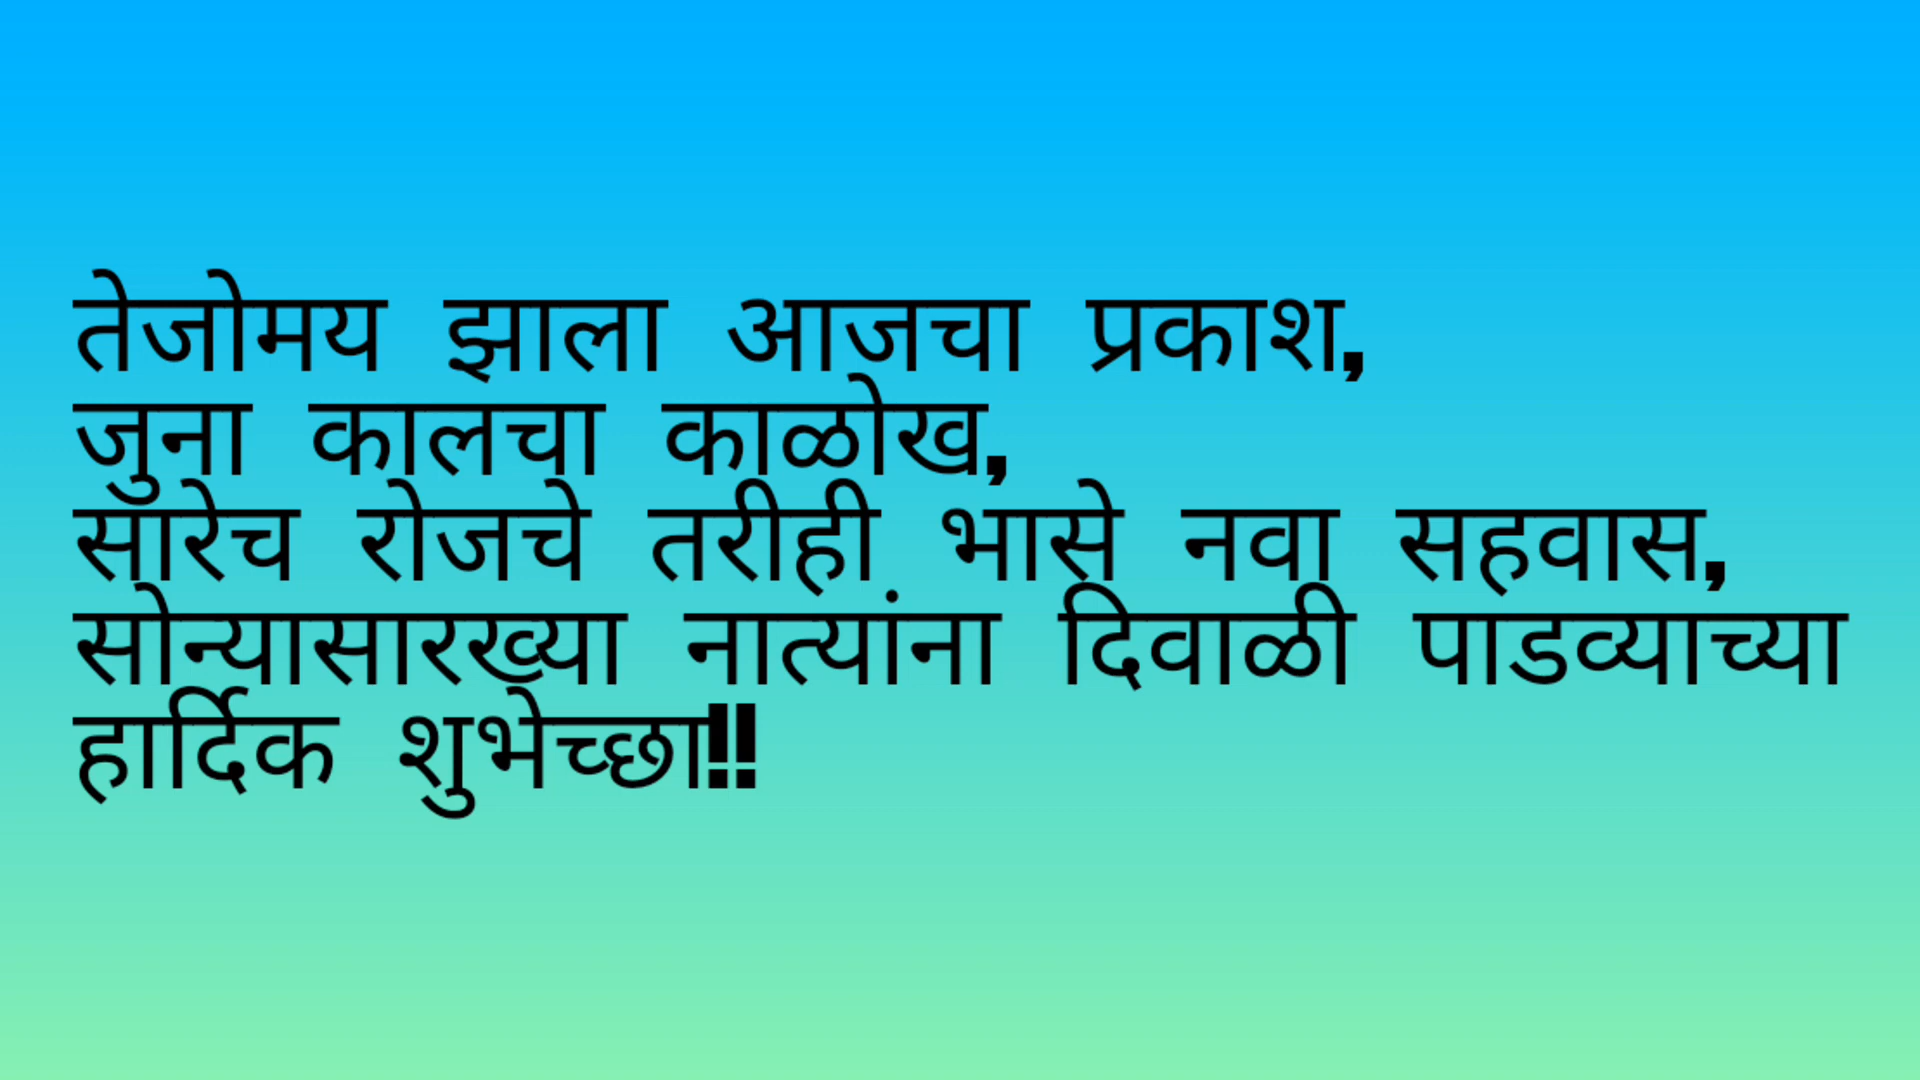 तेजोमय झाला आजचा प्रकाश,
जुना कालचा काळोख,
सारेच रोजचे तरीही भासे नवा सहवास,
सोन्यासारख्या नात्यांना दिवाळी पाडव्याच्या
हार्दिक शुभेच्छा!!